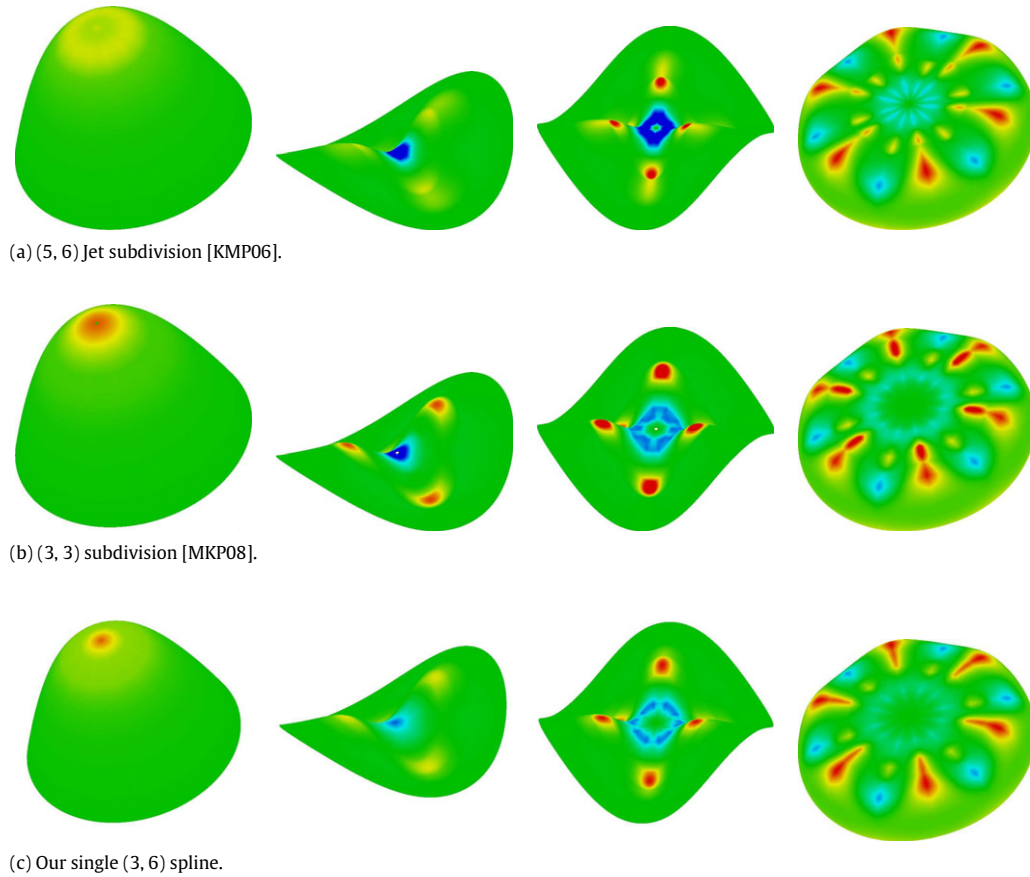 (a) (5, 6) Jet subdivision [KMP06].
(b) (3, 3) subdivision [MKP08].
(c) Our single (3, 6) spline.